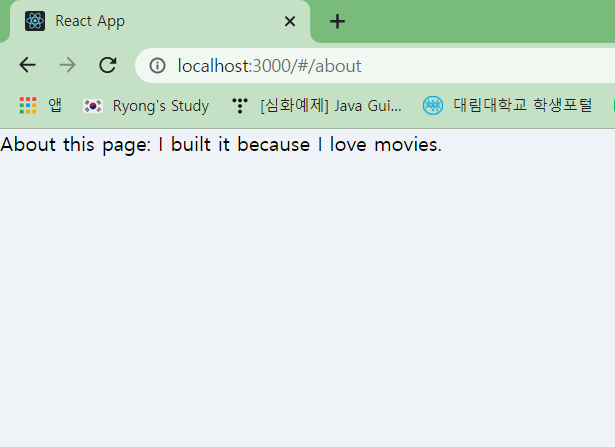 React App
localhost:3000/#/about
앱 Ryong's Study [심화예제] Java Gui... 대림대학교 학생포털
About this page: I built it because I love movies.